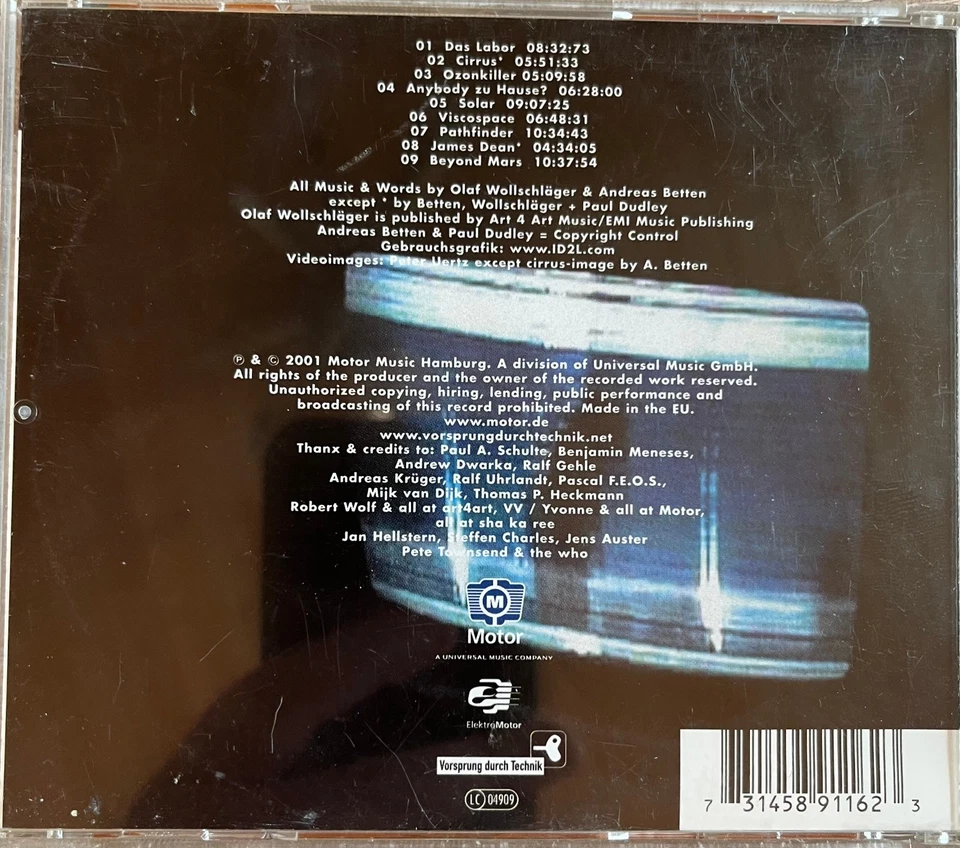 01 Das Labor 08:32:73
02 Cirrus* 05:51:33
03 Ozonkiller 05:09:58
04 Anybody zu Hause? 06:28:00
05 Solar 09:07:25
06 Viscospace 06:48:31
07 Pathfinder 10:34:43
08 James Dean* 04:34:05
09 Beyond Mars 10:37:54
All Music & Words by Olaf Wollschläger & Andreas Betten
except * by Betten, Wollschläger + Paul Dudley
Olaf Wollschläger is published by Art 4 Art Music/EMI Music Publishing
Andreas Betten & Paul Dudley = Copyright Control
Gebrauchsgrafik: www.ID2L.com
Videoimages: Peter Uertz except cirrus-image by A. Betten
℗ & © 2001 Motor Music Hamburg. A division of Universal Music GmbH.
All rights of the producer and the owner of the recorded work reserved.
Unauthorized copying, hiring, lending, public performance and
broadcasting of this record prohibited. Made in the EU.
www.motor.de
www.vorsprungdurchtechnik.net
Thanx & credits to: Paul A. Schulte, Benjamin Meneses,
Andrew Dwarka, Ralf Gehle
Andreas Krüger, Ralf Uhrlandt, Pascal F.E.O.S.,
Mijk van Dijk, Thomas P. Heckmann
Robert Wolf & all at art4art, VV / Yvonne & all at Motor,
all at sha ka ree
Jan Hellstern, Steffen Charles, Jens Auster
Pete Townsend & the who
M
Motor
A UNIVERSAL MUSIC COMPANY
ElektroMotor
Vorsprung durch Technik
LC 04909
7 31458 91162 3